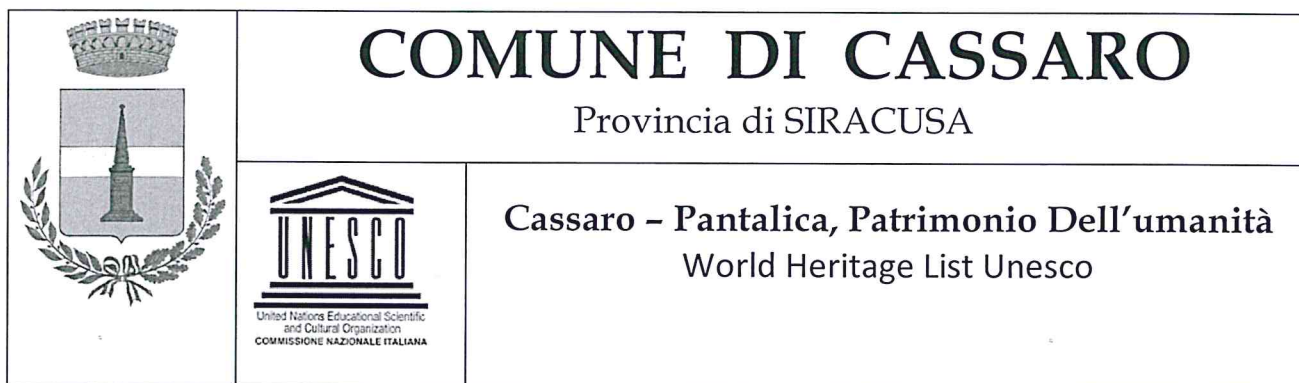 COMUNE DI CASSARO
Provincia di SIRACUSA
UNESCO
United Nations Educational Scientific
and Cultural Organization
COMMISSIONE NAZIONALE ITALIANA
Cassaro – Pantalica, Patrimonio Dell'umanità
World Heritage List Unesco